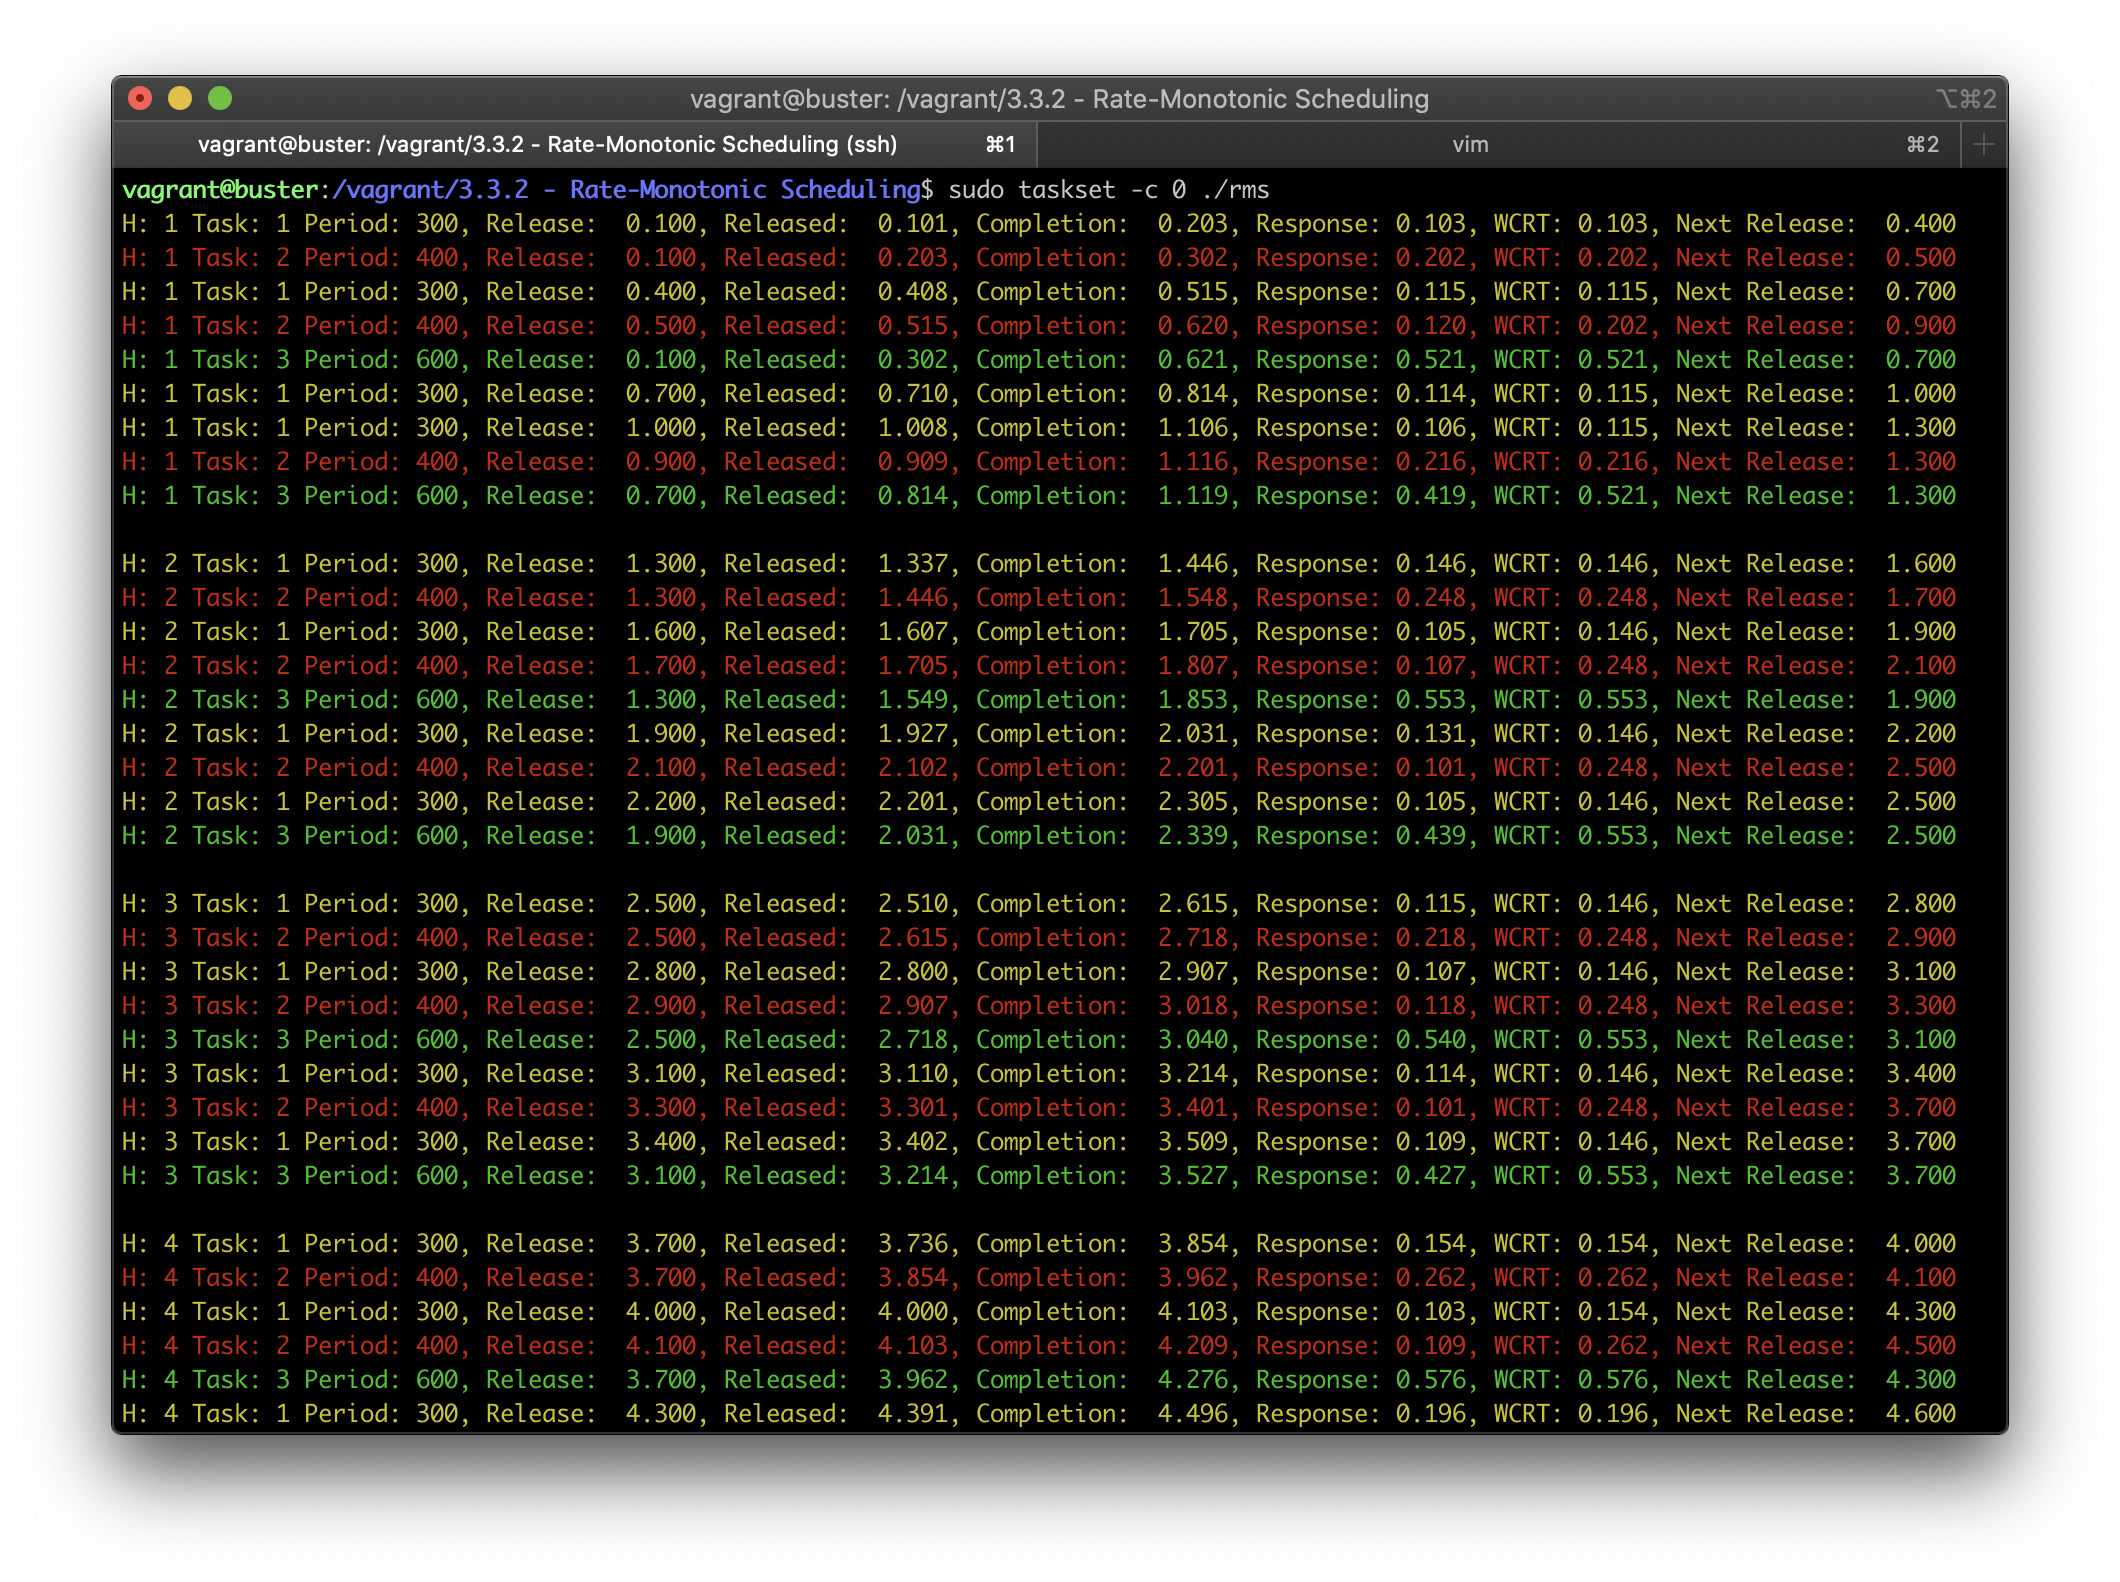 vagrant@buster: /vagrant/3.3.2 - Rate-Monotonic Scheduling ⌥⌘2
vagrant@buster: /vagrant/3.3.2 - Rate-Monotonic Scheduling (ssh) ⌘1 vim ⌘2 +
vagrant@buster:/vagrant/3.3.2 - Rate-Monotonic Scheduling$ sudo taskset -c 0 ./rms
H: 1 Task: 1 Period: 300, Release:  0.100, Released:  0.101, Completion:  0.203, Response: 0.103, WCRT: 0.103, Next Release:  0.400
H: 1 Task: 2 Period: 400, Release:  0.100, Released:  0.203, Completion:  0.302, Response: 0.202, WCRT: 0.202, Next Release:  0.500
H: 1 Task: 1 Period: 300, Release:  0.400, Released:  0.408, Completion:  0.515, Response: 0.115, WCRT: 0.115, Next Release:  0.700
H: 1 Task: 2 Period: 400, Release:  0.500, Released:  0.515, Completion:  0.620, Response: 0.120, WCRT: 0.202, Next Release:  0.900
H: 1 Task: 3 Period: 600, Release:  0.100, Released:  0.302, Completion:  0.621, Response: 0.521, WCRT: 0.521, Next Release:  0.700
H: 1 Task: 1 Period: 300, Release:  0.700, Released:  0.710, Completion:  0.814, Response: 0.114, WCRT: 0.115, Next Release:  1.000
H: 1 Task: 1 Period: 300, Release:  1.000, Released:  1.008, Completion:  1.106, Response: 0.106, WCRT: 0.115, Next Release:  1.300
H: 1 Task: 2 Period: 400, Release:  0.900, Released:  0.909, Completion:  1.116, Response: 0.216, WCRT: 0.216, Next Release:  1.300
H: 1 Task: 3 Period: 600, Release:  0.700, Released:  0.814, Completion:  1.119, Response: 0.419, WCRT: 0.521, Next Release:  1.300
H: 2 Task: 1 Period: 300, Release:  1.300, Released:  1.337, Completion:  1.446, Response: 0.146, WCRT: 0.146, Next Release:  1.600
H: 2 Task: 2 Period: 400, Release:  1.300, Released:  1.446, Completion:  1.548, Response: 0.248, WCRT: 0.248, Next Release:  1.700
H: 2 Task: 1 Period: 300, Release:  1.600, Released:  1.607, Completion:  1.705, Response: 0.105, WCRT: 0.146, Next Release:  1.900
H: 2 Task: 2 Period: 400, Release:  1.700, Released:  1.705, Completion:  1.807, Response: 0.107, WCRT: 0.248, Next Release:  2.100
H: 2 Task: 3 Period: 600, Release:  1.300, Released:  1.549, Completion:  1.853, Response: 0.553, WCRT: 0.553, Next Release:  1.900
H: 2 Task: 1 Period: 300, Release:  1.900, Released:  1.927, Completion:  2.031, Response: 0.131, WCRT: 0.146, Next Release:  2.200
H: 2 Task: 2 Period: 400, Release:  2.100, Released:  2.102, Completion:  2.201, Response: 0.101, WCRT: 0.248, Next Release:  2.500
H: 2 Task: 1 Period: 300, Release:  2.200, Released:  2.201, Completion:  2.305, Response: 0.105, WCRT: 0.146, Next Release:  2.500
H: 2 Task: 3 Period: 600, Release:  1.900, Released:  2.031, Completion:  2.339, Response: 0.439, WCRT: 0.553, Next Release:  2.500
H: 3 Task: 1 Period: 300, Release:  2.500, Released:  2.510, Completion:  2.615, Response: 0.115, WCRT: 0.146, Next Release:  2.800
H: 3 Task: 2 Period: 400, Release:  2.500, Released:  2.615, Completion:  2.718, Response: 0.218, WCRT: 0.248, Next Release:  2.900
H: 3 Task: 1 Period: 300, Release:  2.800, Released:  2.800, Completion:  2.907, Response: 0.107, WCRT: 0.146, Next Release:  3.100
H: 3 Task: 2 Period: 400, Release:  2.900, Released:  2.907, Completion:  3.018, Response: 0.118, WCRT: 0.248, Next Release:  3.300
H: 3 Task: 3 Period: 600, Release:  2.500, Released:  2.718, Completion:  3.040, Response: 0.540, WCRT: 0.553, Next Release:  3.100
H: 3 Task: 1 Period: 300, Release:  3.100, Released:  3.110, Completion:  3.214, Response: 0.114, WCRT: 0.146, Next Release:  3.400
H: 3 Task: 2 Period: 400, Release:  3.300, Released:  3.301, Completion:  3.401, Response: 0.101, WCRT: 0.248, Next Release:  3.700
H: 3 Task: 1 Period: 300, Release:  3.400, Released:  3.402, Completion:  3.509, Response: 0.109, WCRT: 0.146, Next Release:  3.700
H: 3 Task: 3 Period: 600, Release:  3.100, Released:  3.214, Completion:  3.527, Response: 0.427, WCRT: 0.553, Next Release:  3.700
H: 4 Task: 1 Period: 300, Release:  3.700, Released:  3.736, Completion:  3.854, Response: 0.154, WCRT: 0.154, Next Release:  4.000
H: 4 Task: 2 Period: 400, Release:  3.700, Released:  3.854, Completion:  3.962, Response: 0.262, WCRT: 0.262, Next Release:  4.100
H: 4 Task: 1 Period: 300, Release:  4.000, Released:  4.000, Completion:  4.103, Response: 0.103, WCRT: 0.154, Next Release:  4.300
H: 4 Task: 2 Period: 400, Release:  4.100, Released:  4.103, Completion:  4.209, Response: 0.109, WCRT: 0.262, Next Release:  4.500
H: 4 Task: 3 Period: 600, Release:  3.700, Released:  3.962, Completion:  4.276, Response: 0.576, WCRT: 0.576, Next Release:  4.300
H: 4 Task: 1 Period: 300, Release:  4.300, Released:  4.391, Completion:  4.496, Response: 0.196, WCRT: 0.196, Next Release:  4.600